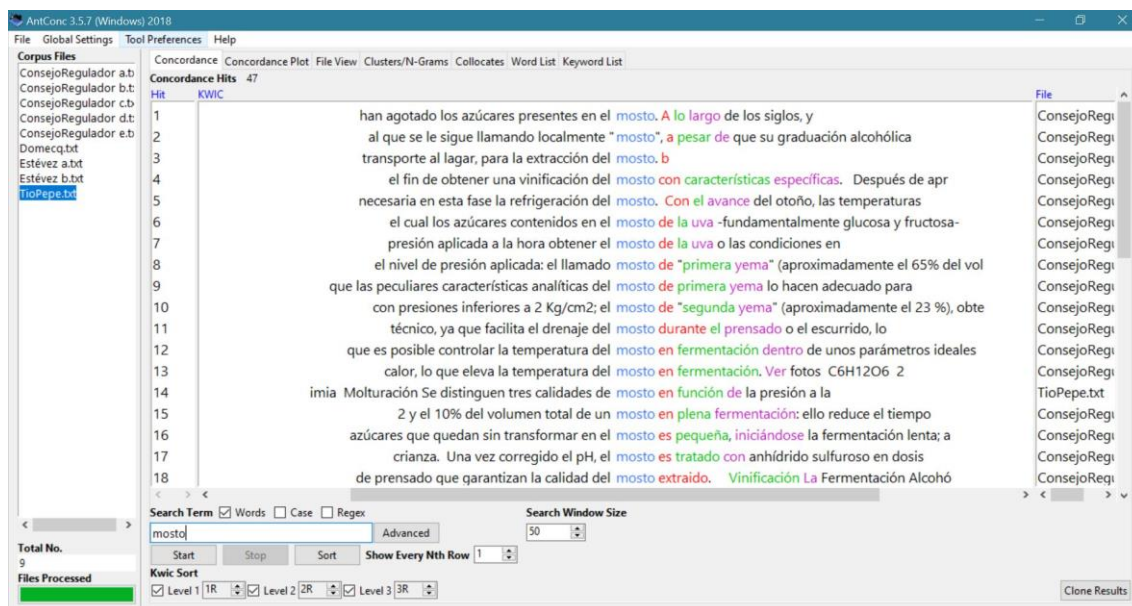 AntConc 3.5.7 (Windows) 2018
File Global Settings Tool Preferences Help
Corpus Files
ConsejoRegulador a.t
ConsejoRegulador b.t
ConsejoRegulador c.t
ConsejoRegulador d.t
ConsejoRegulador e.t
Domecq.txt
Estévez a.txt
Estévez b.txt
TioPepe.txt
Concordance Concordance Plot File View Clusters/N-Grams Collocates Word List Keyword List
Concordance Hits 47
Hit KWIC File
1 han agotado los azúcares presentes en el mosto. A lo largo de los siglos, y ConsejoRegu
2 al que se le sigue llamando localmente "mosto", a pesar de que su graduación alcohólica ConsejoRegu
3 transporte al lagar, para la extracción del mosto. b ConsejoRegu
4 el fin de obtener una vinificación del mosto con características específicas. Después de apr ConsejoRegu
5 necesaria en esta fase la refrigeración del mosto. Con el avance del otoño, las temperaturas ConsejoRegu
6 el cual los azúcares contenidos en el mosto de la uva -fundamentalmente glucosa y fructosa- ConsejoRegu
7 presión aplicada a la hora obtener el mosto de la uva o las condiciones en ConsejoRegu
8 el nivel de presión aplicada: el llamado mosto de "primera yema" (aproximadamente el 65% del vol ConsejoRegu
9 que las peculiares características analíticas del mosto de primera yema lo hacen adecuado para ConsejoRegu
10 con presiones inferiores a 2 Kg/cm2; el mosto de "segunda yema" (aproximadamente el 23 %), obte ConsejoRegu
11 técnico, ya que facilita el drenaje del mosto durante el prensado o el escurrido, lo ConsejoRegu
12 que es posible controlar la temperatura del mosto en fermentación dentro de unos parámetros ideales ConsejoRegu
13 calor, lo que eleva la temperatura del mosto en fermentación. Ver fotos C6H12O6 2 ConsejoRegu
14 imia Molturación Se distinguen tres calidades de mosto en función de la presión a la TioPepe.txt
15 2 y el 10% del volumen total de un mosto en plena fermentación: ello reduce el tiempo ConsejoRegu
16 azúcares que quedan sin transformar en el mosto es pequeña, iniciándose la fermentación lenta; a ConsejoRegu
17 crianza. Una vez corregido el pH, el mosto es tratado con anhídrido sulfuroso en dosis ConsejoRegu
18 de prensado que garantizan la calidad del mosto extraido. Vinificación La Fermentación Alcohó ConsejoRegu
Search Term Words Case Regex Search Window Size
mosto Advanced 50
Start Stop Sort Show Every Nth Row 1
Total No.
9
Files Processed
Kwic Sort
Level 1 1R Level 2 2R Level 3 3R Clone Results